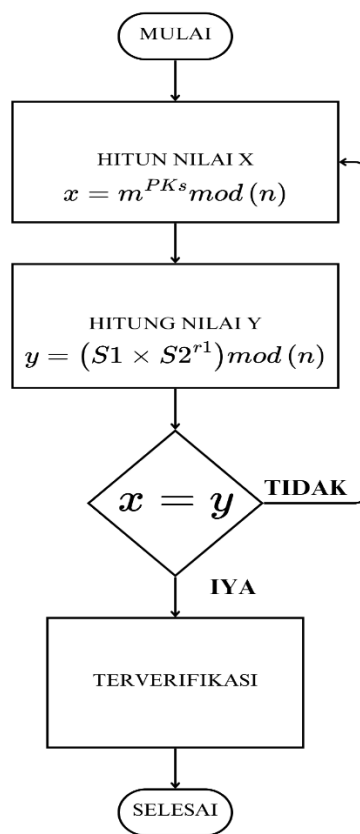 MULAI
HITUN NILAI X
x = m^{PKs} mod (n)
HITUNG NILAI Y
y = (S1 × S2^{r1}) mod (n)
x = y
TIDAK
IYA
TERVERIFIKASI
SELESAI